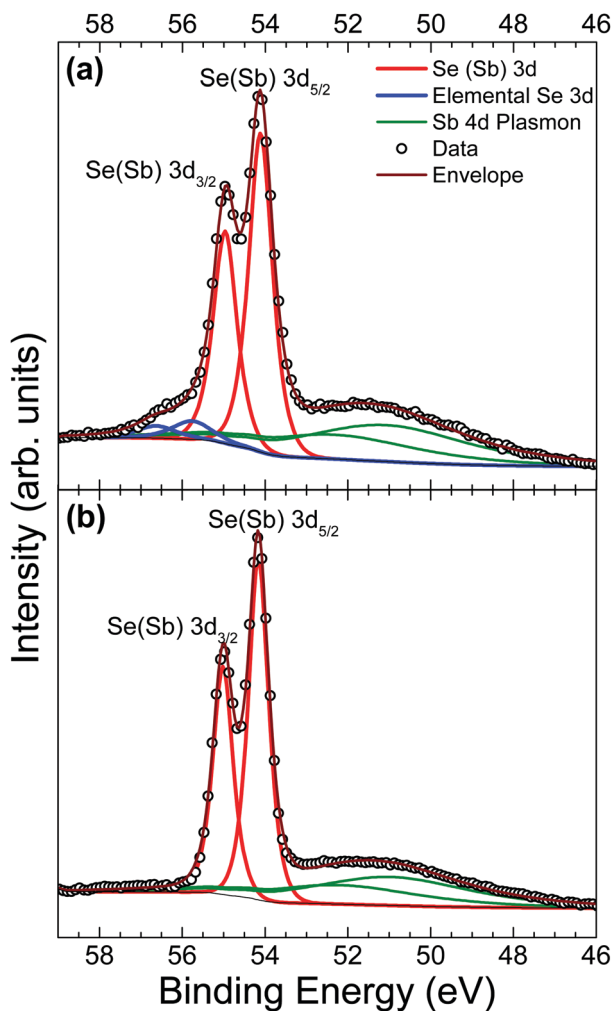 58 56 54 52 50 48 46
(a)
Se(Sb) 3d5/2
Se(Sb) 3d3/2
Se (Sb) 3d
Elemental Se 3d
Sb 4d Plasmon
Data
Envelope
Intensity (arb. units)
(b)
Se(Sb) 3d5/2
Se(Sb) 3d3/2
58 56 54 52 50 48 46
Binding Energy (eV)